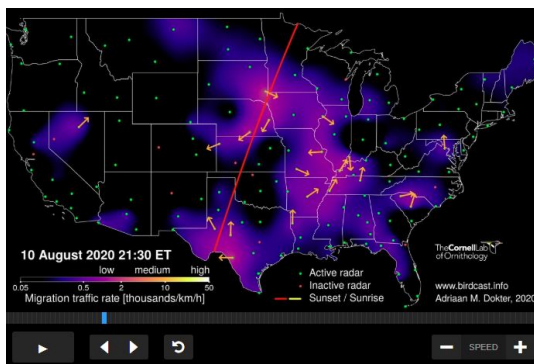 10 August 2020 21:30 ET
low medium high
0.05 0.5 2 10 50
Migration traffic rate [thousands/km/h]
Active radar
Inactive radar
Sunset / Sunrise
TheCornellLab
of Ornithology
www.birdcast.info
Adriaan M. Dokter, 2020
SPEED